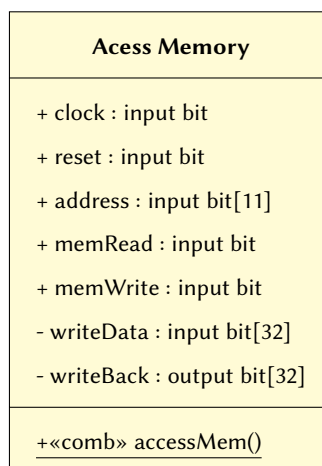 Acess Memory
+ clock : input bit
+ reset : input bit
+ address : input bit[11]
+ memRead : input bit
+ memWrite : input bit
- writeData : input bit[32]
- writeBack : output bit[32]
+«comb» accessMem()